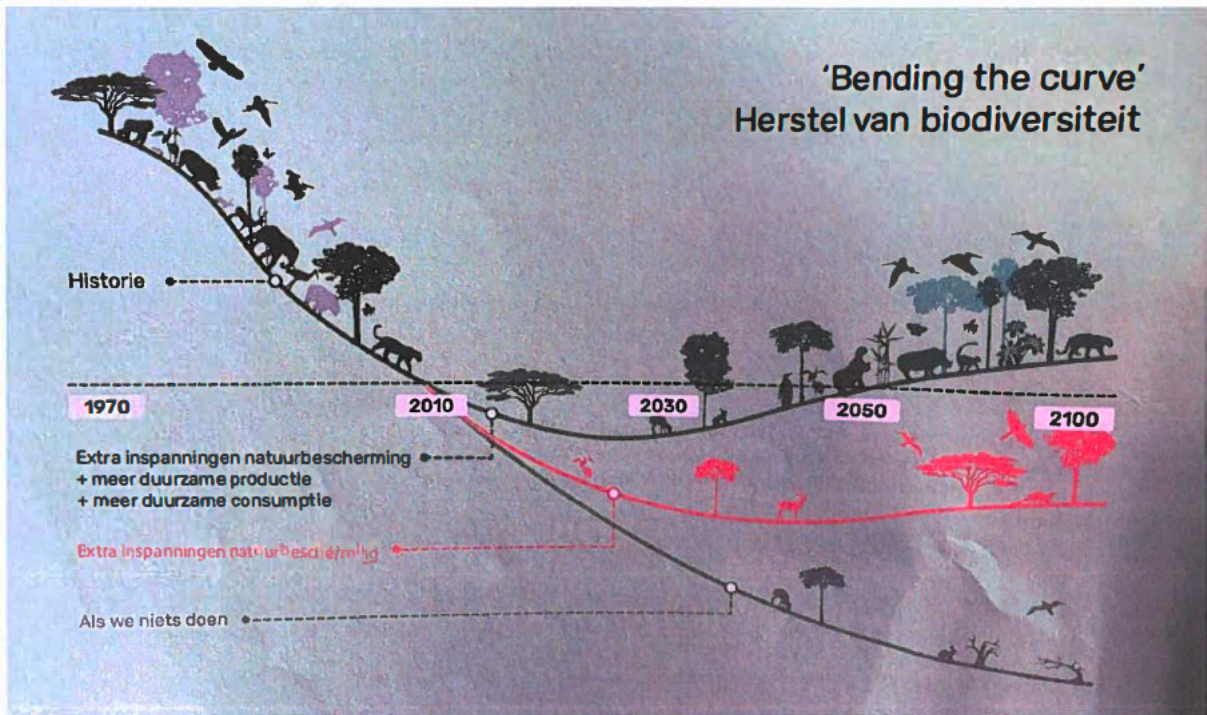 'Bending the curve'
Herstel van biodiversiteit
Historie
1970
2010
2030
2050
2100
Extra inspanningen natuurbescherming
+ meer duurzame productie
+ meer duurzame consumptie
Extra inspanningen natuurbescherming
Als we niets doen